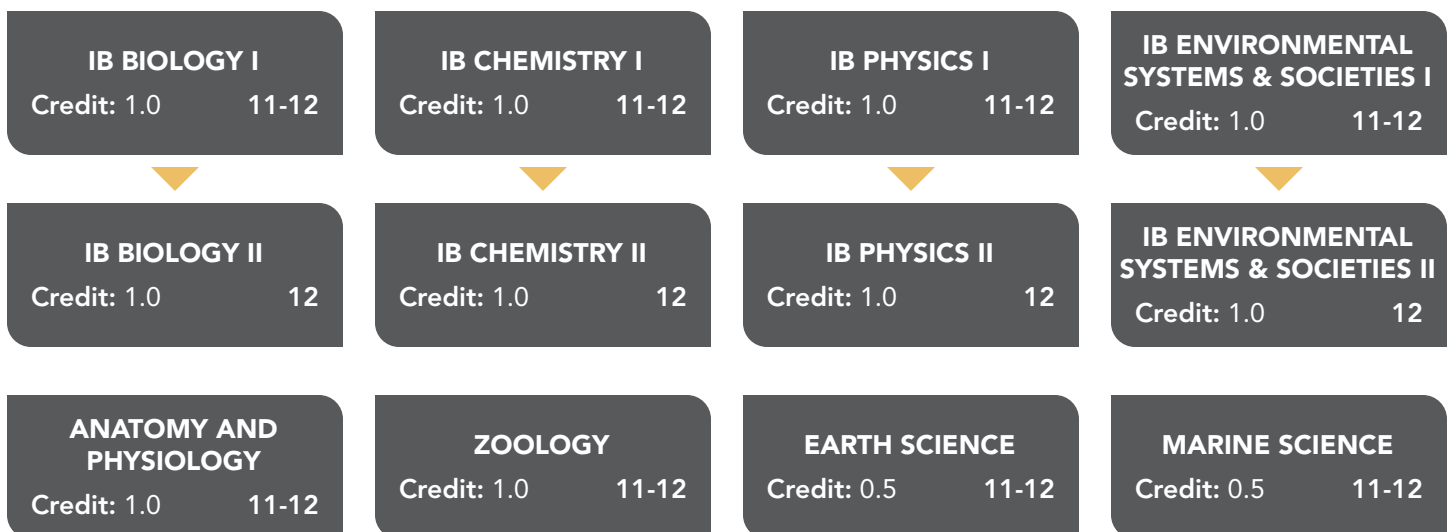 IB BIOLOGY I
Credit: 1.0 11-12
IB CHEMISTRY I
Credit: 1.0 11-12
IB PHYSICS I
Credit: 1.0 11-12
IB ENVIRONMENTAL
SYSTEMS & SOCIETIES I
Credit: 1.0 11-12
IB BIOLOGY II
Credit: 1.0 12
IB CHEMISTRY II
Credit: 1.0 12
IB PHYSICS II
Credit: 1.0 12
IB ENVIRONMENTAL
SYSTEMS & SOCIETIES II
Credit: 1.0 12
ANATOMY AND
PHYSIOLOGY
Credit: 1.0 11-12
ZOOLOGY
Credit: 1.0 11-12
EARTH SCIENCE
Credit: 0.5 11-12
MARINE SCIENCE
Credit: 0.5 11-12